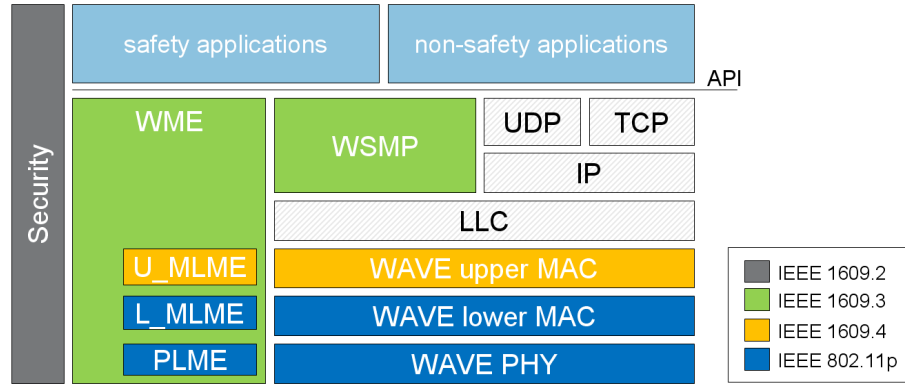 Security
safety applications
non-safety applications
API
WME
WSMP
UDP
TCP
IP
LLC
U_MLME
WAVE upper MAC
L_MLME
WAVE lower MAC
PLME
WAVE PHY
IEEE 1609.2
IEEE 1609.3
IEEE 1609.4
IEEE 802.11p